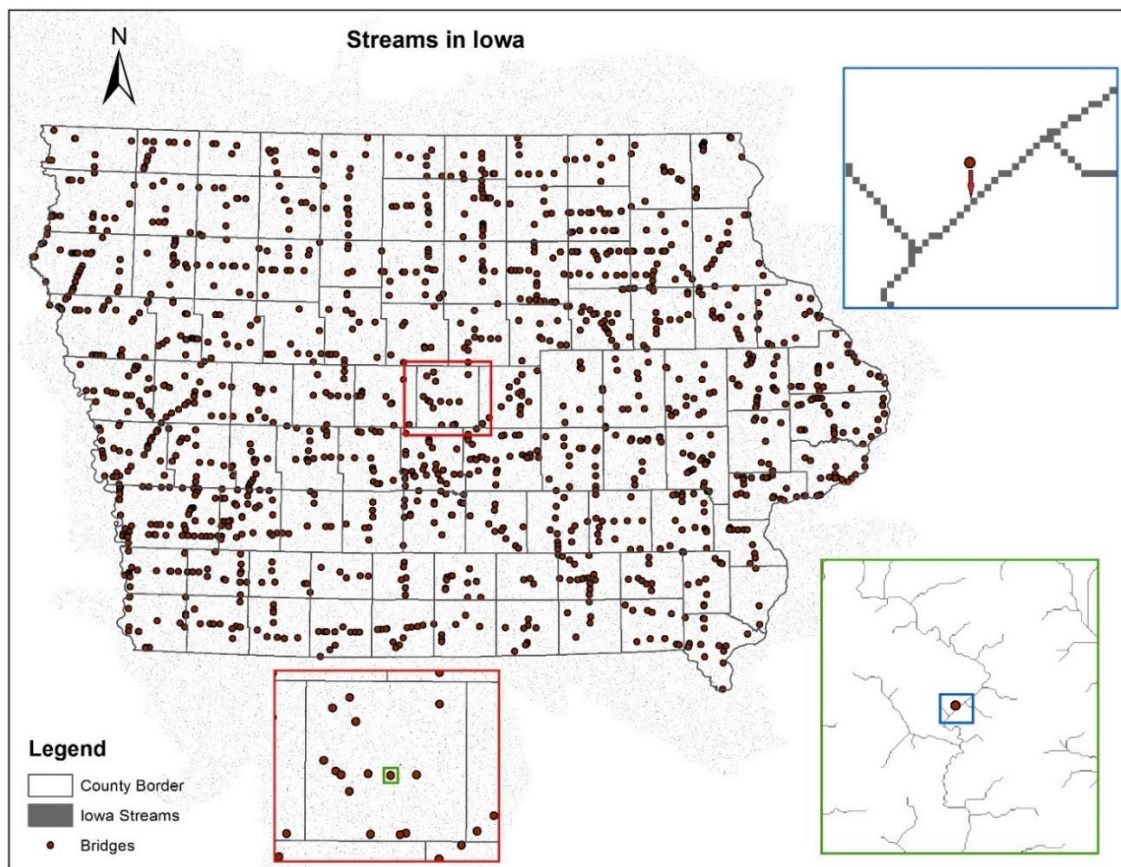 Streams in Iowa
N
Legend
County Border
Iowa Streams
Bridges